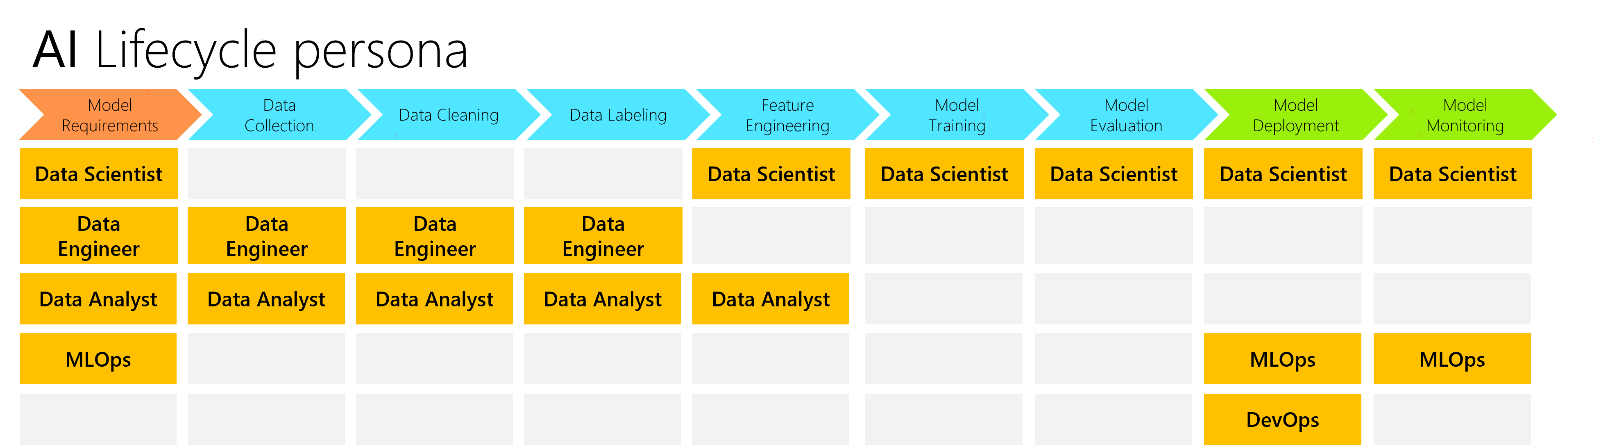 AI Lifecycle persona
Model
Requirements
Data
Collection
Data Cleaning
Data Labeling
Feature
Engineering
Model
Training
Model
Evaluation
Model
Deployment
Model
Monitoring
Data Scientist
Data Scientist
Data Scientist
Data Scientist
Data Scientist
Data Scientist
Data
Engineer
Data
Engineer
Data
Engineer
Data
Engineer
Data Analyst
Data Analyst
Data Analyst
Data Analyst
Data Analyst
MLOps
MLOps
MLOps
DevOps